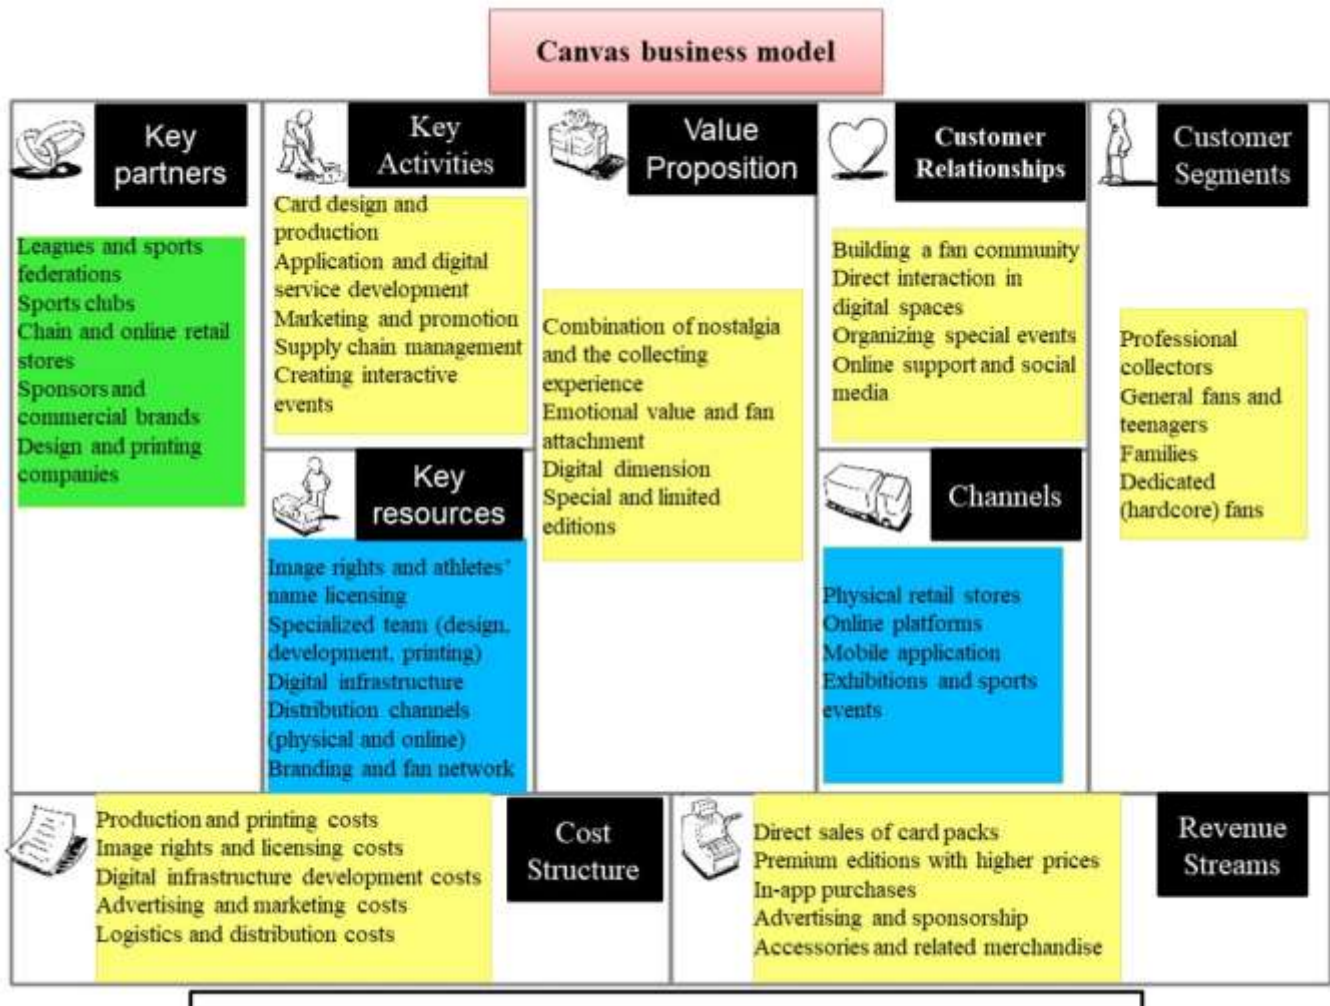 Canvas business model
Key
partners
Leagues and sports
federations
Sports clubs
Chain and online retail
stores
Sponsors and
commercial brands
Design and printing
companies
Key
Activities
Card design and
production
Application and digital
service development
Marketing and promotion
Supply chain management
Creating interactive
events
Key
resources
Image rights and athletes'
name licensing
Specialized team (design,
development, printing)
Digital infrastructure
Distribution channels
(physical and online)
Branding and fan network
Value
Proposition
Combination of nostalgia
and the collecting
experience
Emotional value and fan
attachment
Digital dimension
Special and limited
editions
Customer
Relationships
Building a fan community
Direct interaction in
digital spaces
Organizing special events
Online support and social
media
Channels
Physical retail stores
Online platforms
Mobile application
Exhibitions and sports
events
Customer
Segments
Professional
collectors
General fans and
teenagers
Families
Dedicated
(hardcore) fans
Cost
Structure
Production and printing costs
Image rights and licensing costs
Digital infrastructure development costs
Advertising and marketing costs
Logistics and distribution costs
Revenue
Streams
Direct sales of card packs
Premium editions with higher prices
In-app purchases
Advertising and sponsorship
Accessories and related merchandise